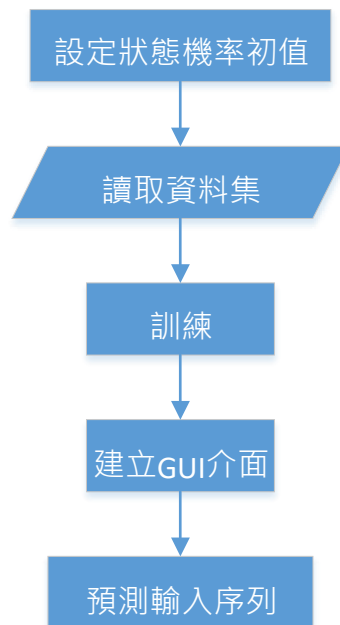 設定狀態機率初值
讀取資料集
訓練
建立GUI介面
預測輸入序列